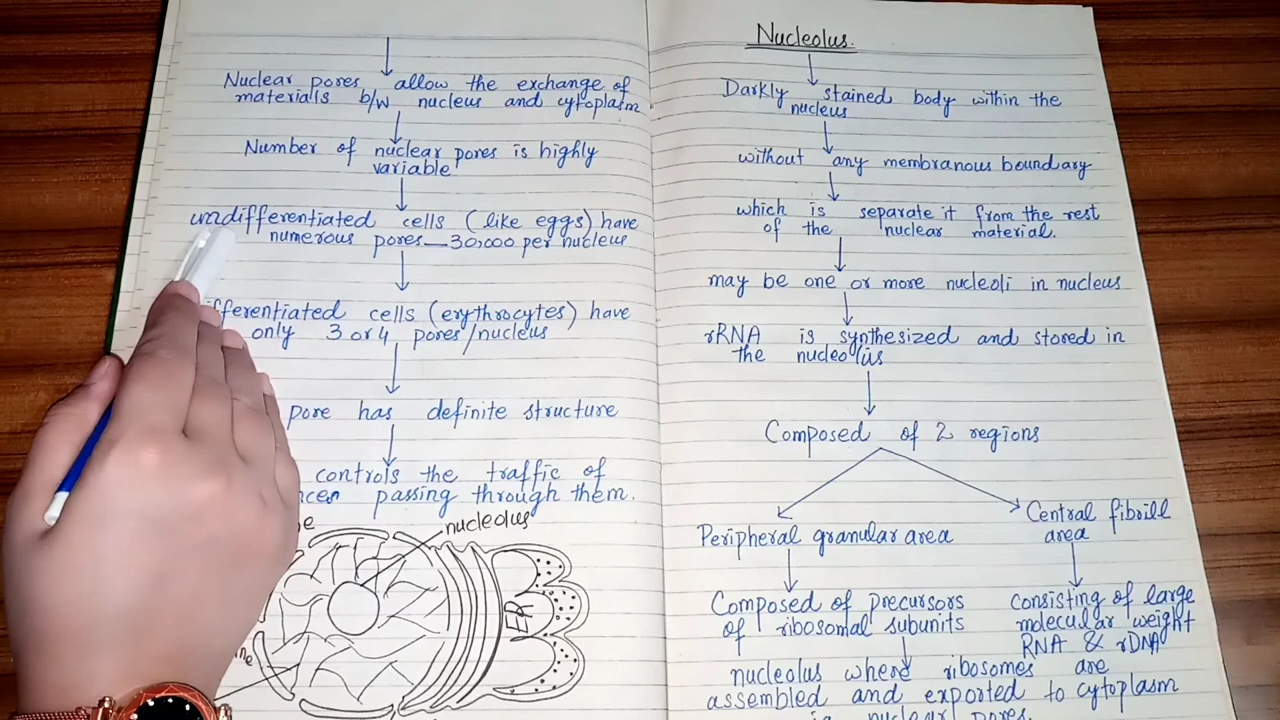 Nuclear pores allow the exchange of
materials b/w nucleus and cytoplasm
Number of nuclear pores is highly
variable
undifferentiated cells (like eggs) have
numerous pores—30,000 per nucleus
cells (erythrocytes) have
only 3 or 4 pores/nucleus
pore has definite structure
controls the traffic of
passing through them.
nucleolus
ER
Nucleolus.
Darkly stained body within the
nucleus
without any membranous boundary
which is separate it from the rest
of the nuclear material.
may be one or more nucleoli in nucleus
rRNA is synthesized and stored in
the nucleolus
Composed of 2 regions
Peripheral granular area
Central fibrill
area
Composed of precursors
of ribosomal subunits
consisting of large
molecular weight
RNA & rDNA
nucleolus where ribosomes are
assembled and exported to cytoplasm
nuclear pores.